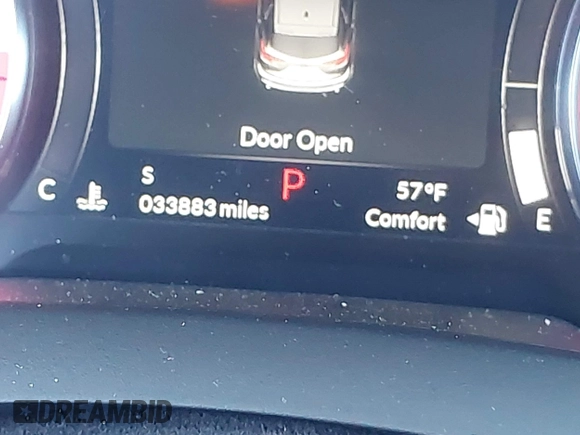 Door Open
C S P 57°F
033883 miles Comfort E
DREAMBID